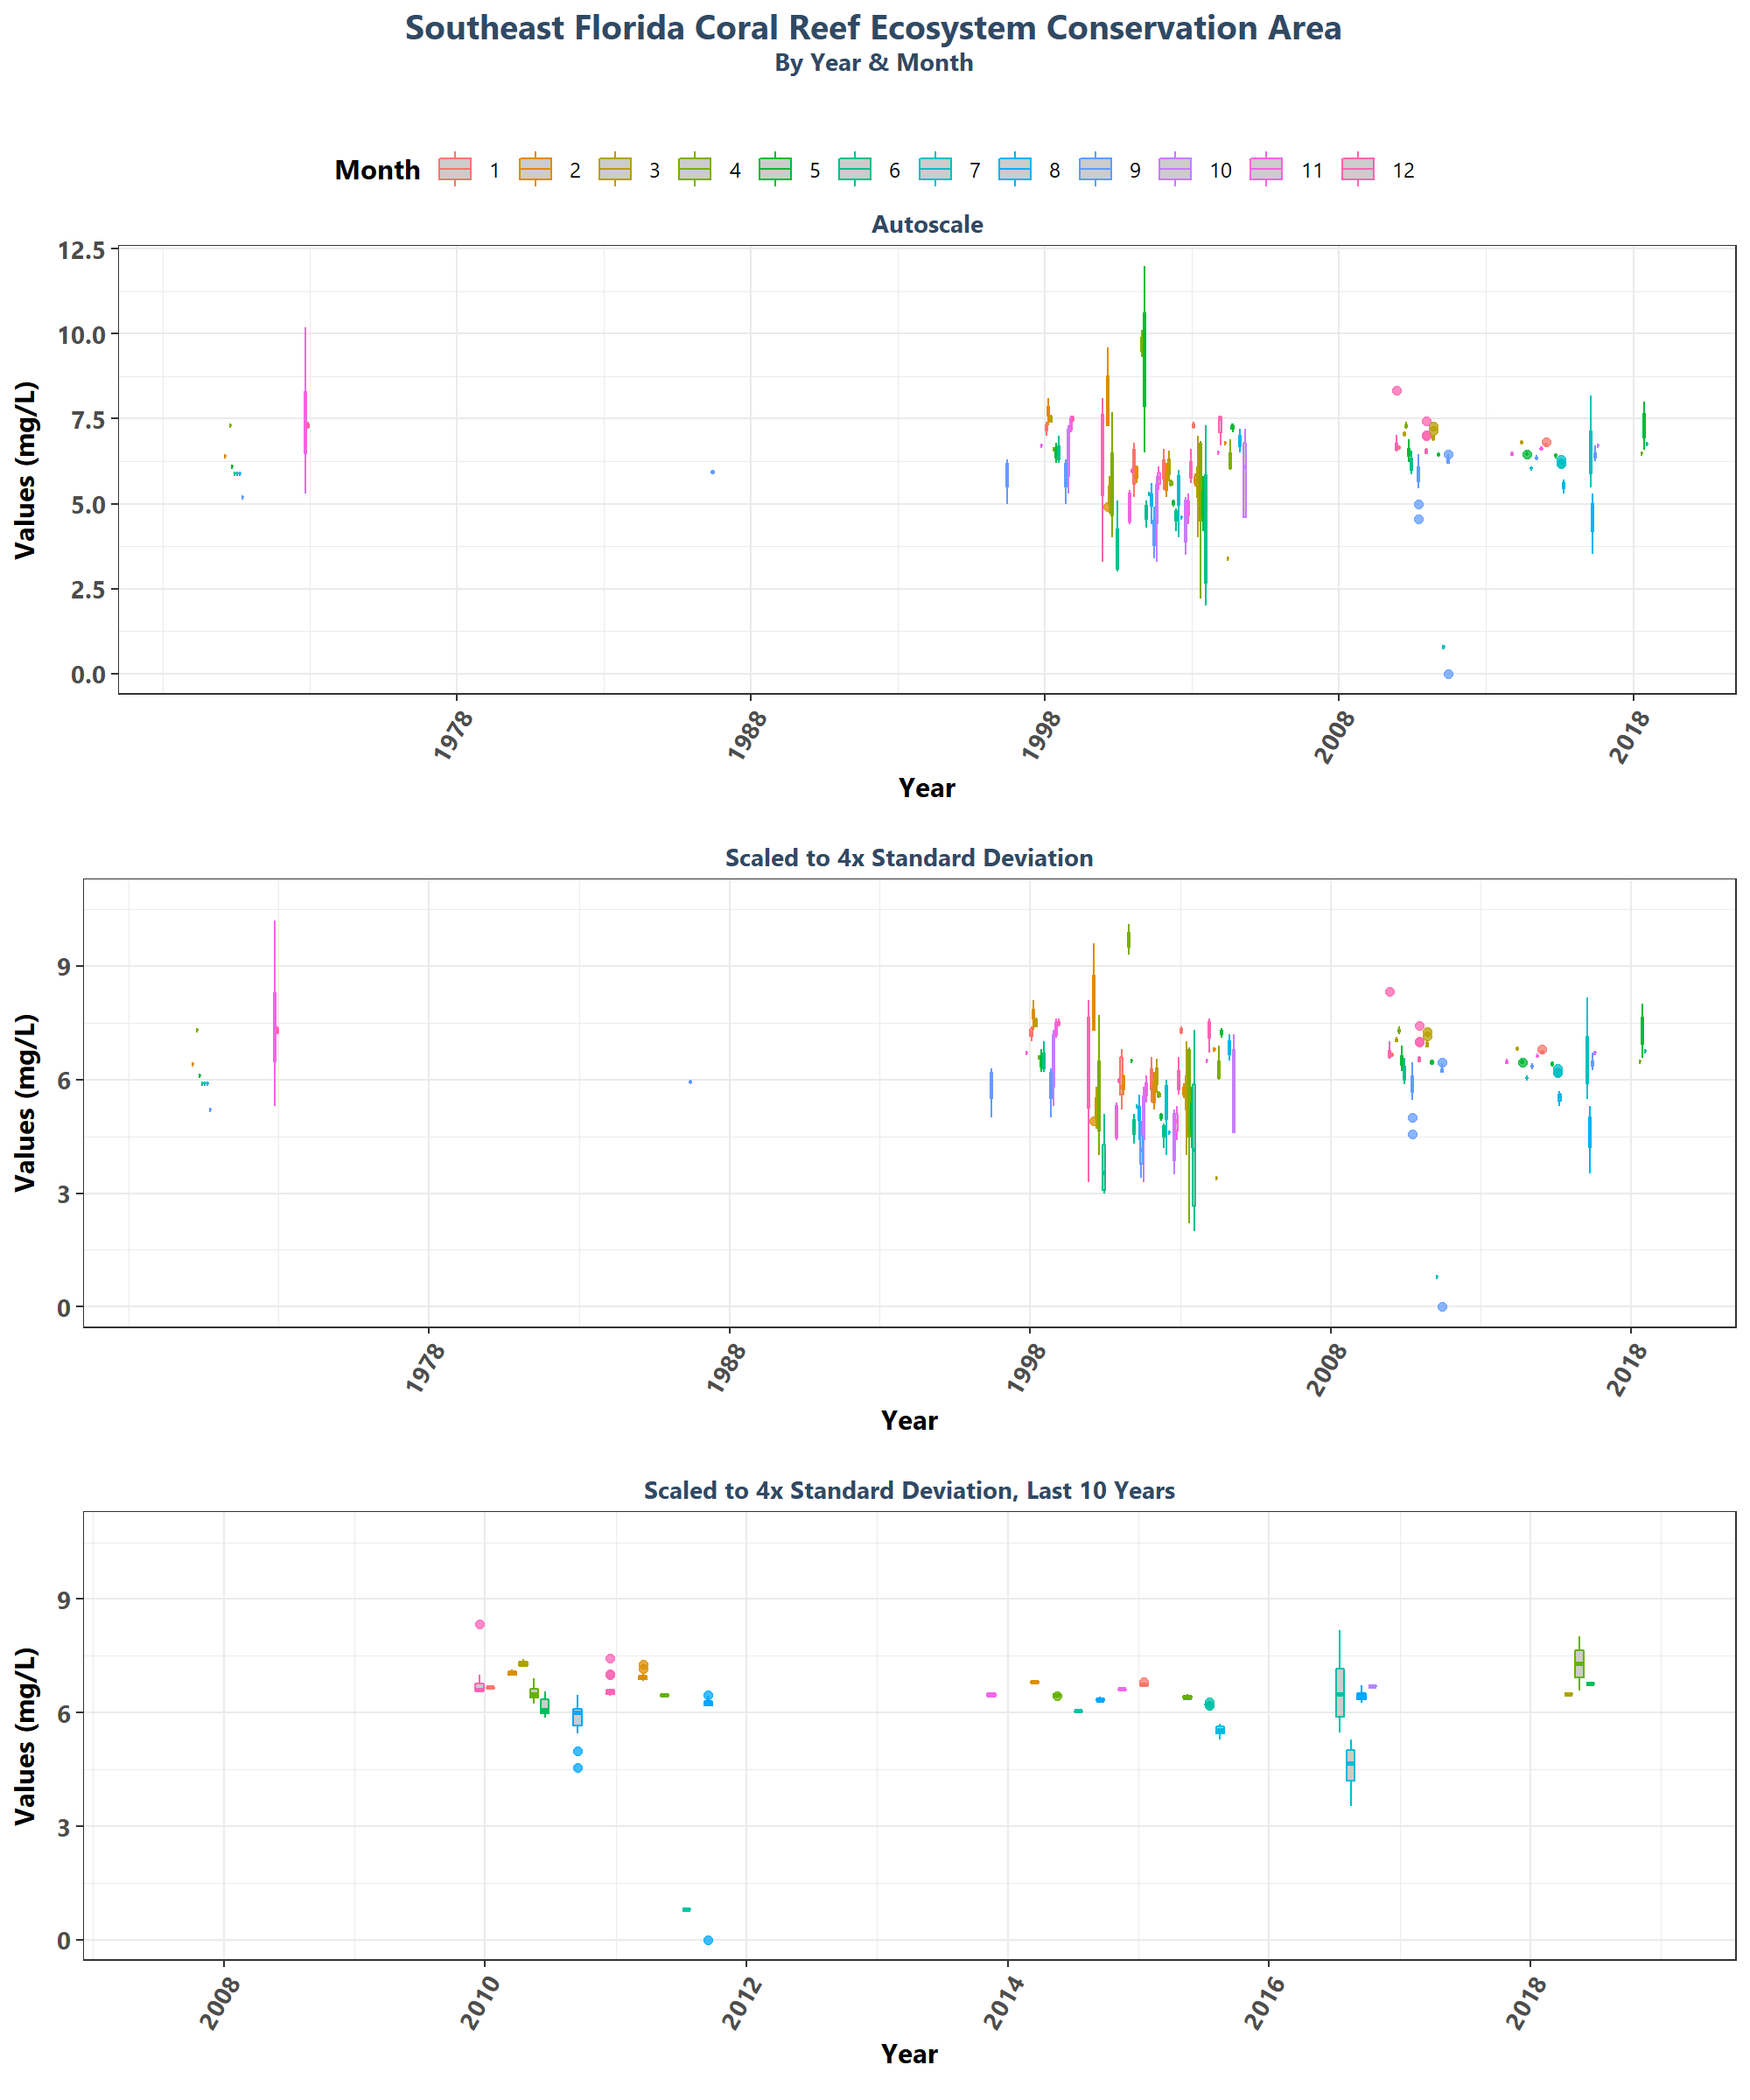 Southeast Florida Coral Reef Ecosystem Conservation Area
By Year & Month
Month 1 2 3 4 5 6 7 8 9 10 11 12
Autoscale
12.5
10.0
7.5
5.0
2.5
0.0
Values (mg/L)
1978 1988 1998 2008 2018
Year
Scaled to 4x Standard Deviation
9
6
3
0
Values (mg/L)
1978 1988 1998 2008 2018
Year
Scaled to 4x Standard Deviation, Last 10 Years
9
6
3
0
Values (mg/L)
2008 2010 2012 2014 2016 2018
Year